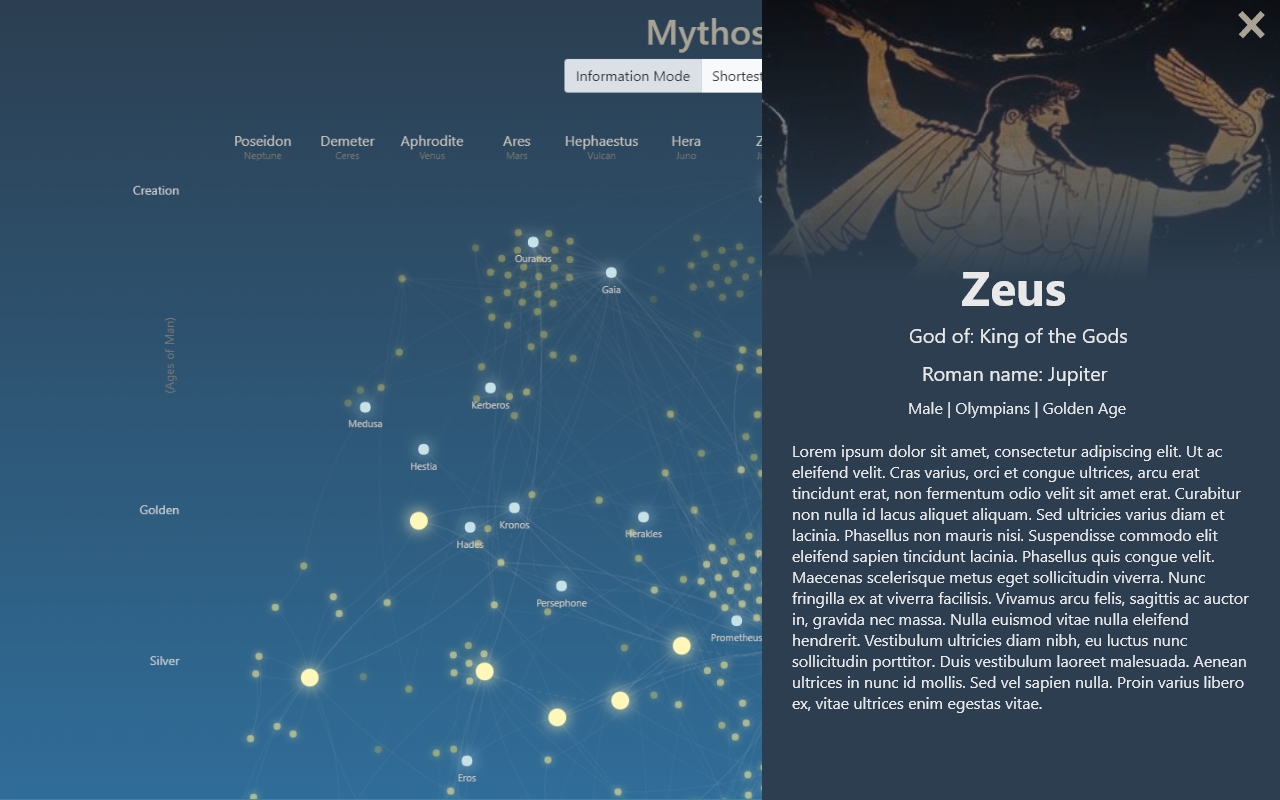 Mythos
Information Mode
Shortest
Poseidon
Neptune
Demeter
Ceres
Aphrodite
Venus
Ares
Mars
Hephaestus
Vulcan
Hera
Juno
Creation
(Ages of Man)
Golden
Silver
Ouranos
Gaia
Kerberos
Medusa
Hestia
Kronos
Hades
Herakles
Persephone
Prometheus
Eros
Zeus
God of: King of the Gods
Roman name: Jupiter
Male | Olympians | Golden Age
Lorem ipsum dolor sit amet, consectetur adipiscing elit. Ut ac
eleifend velit. Cras varius, orci et congue ultrices, arcu erat
tincidunt erat, non fermentum odio velit sit amet erat. Curabitur
non nulla id lacus aliquet aliquam. Sed ultricies varius diam et
lacinia. Phasellus non mauris nisi. Suspendisse commodo elit
eleifend sapien tincidunt lacinia. Phasellus quis congue velit.
Maecenas scelerisque metus eget sollicitudin viverra. Nunc
fringilla ex at viverra facilisis. Vivamus arcu felis, sagittis ac auctor
in, gravida nec massa. Nulla euismod vitae nulla eleifend
hendrerit. Vestibulum ultricies diam nibh, eu luctus nunc
sollicitudin porttitor. Duis vestibulum laoreet malesuada. Aenean
ultrices in nunc id mollis. Sed vel sapien nulla. Proin varius libero
ex, vitae ultrices enim egestas vitae.